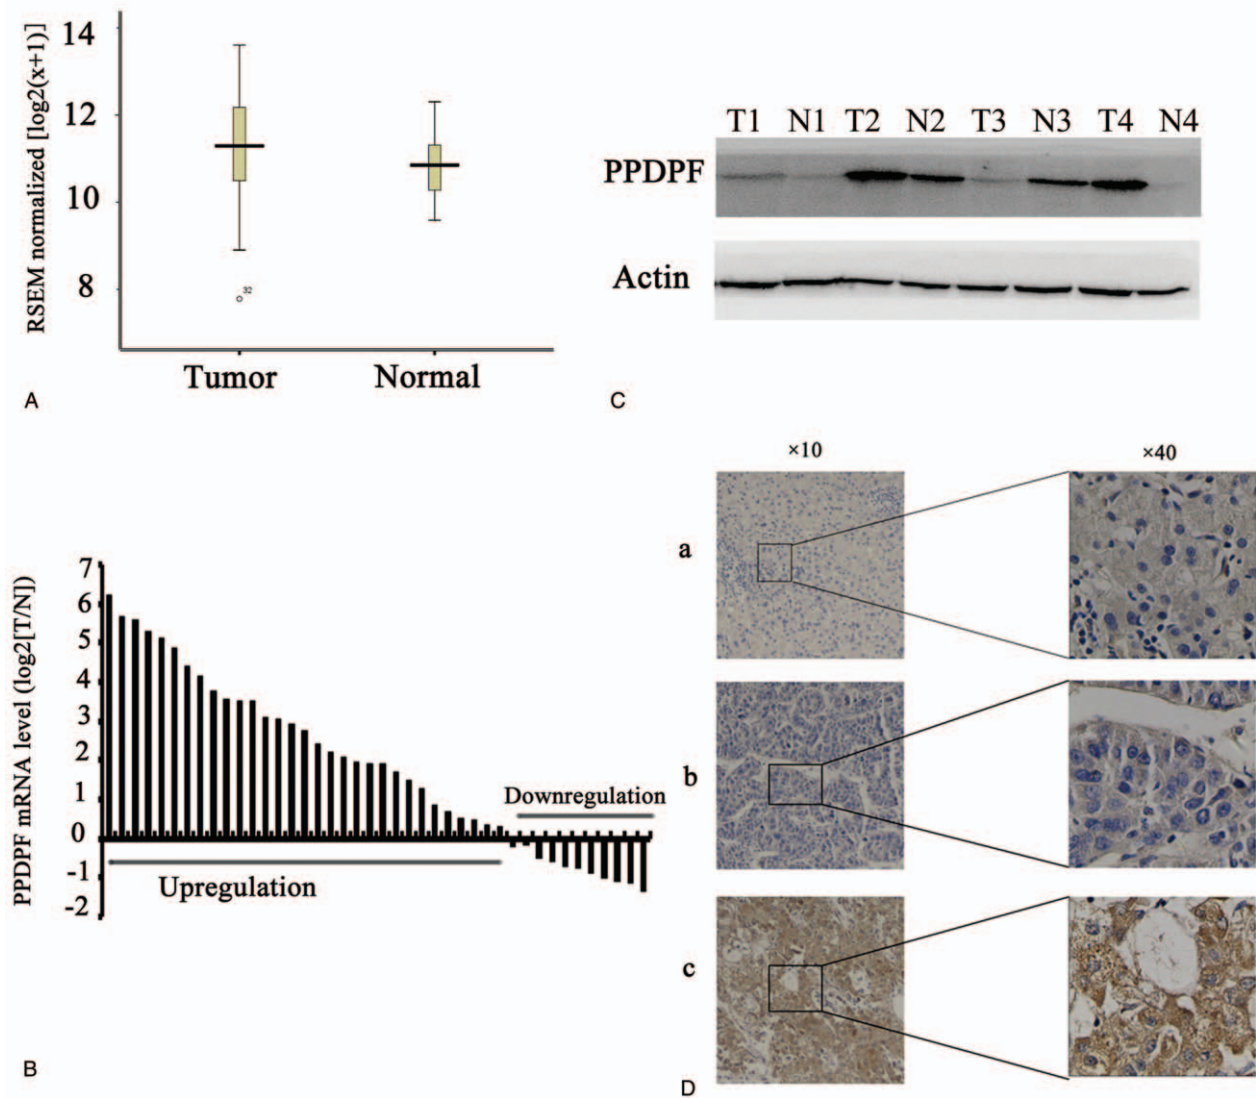 RSEM normalized [log2(x+1)]
14
12
10
8
32
Tumor
Normal
A
T1 N1 T2 N2 T3 N3 T4 N4
PPDPF
Actin
C
PPDPF mRNA level (log2[T/N])
7
6
5
4
3
2
1
0
-1
-2
Downregulation
Upregulation
B
×10
×40
a
b
c
D